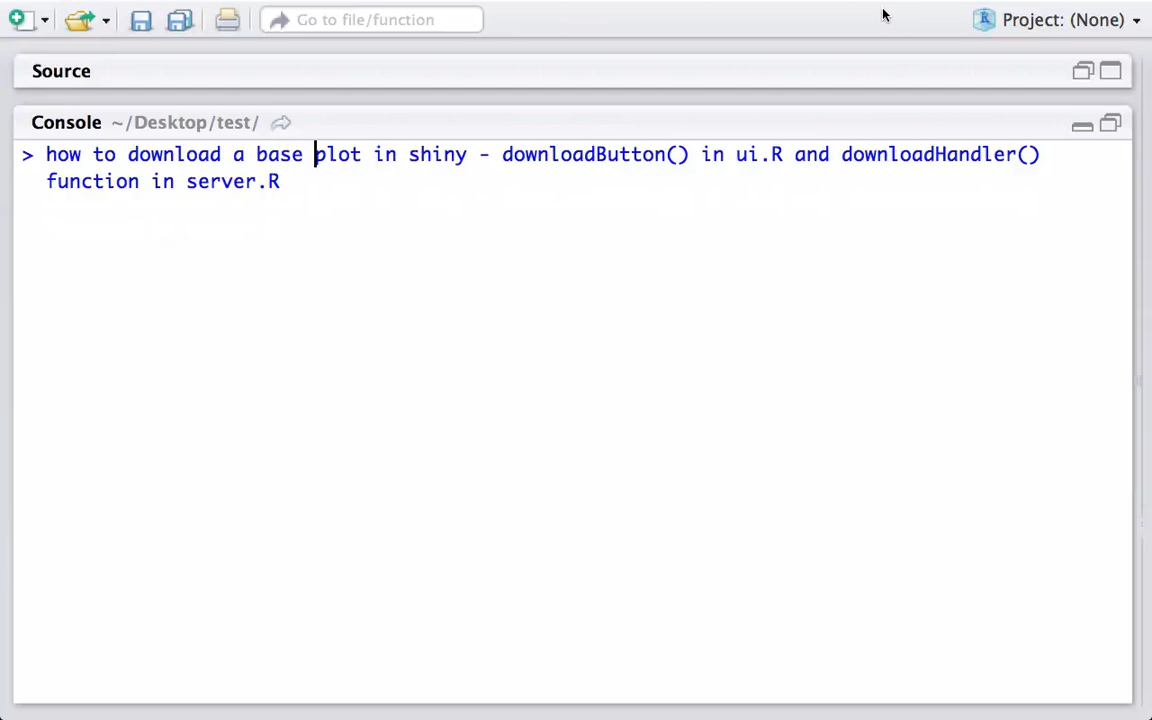 Go to file/function
Project: (None)
Source
Console ~/Desktop/test/
> how to download a base plot in shiny - downloadButton() in ui.R and downloadHandler()
function in server.R